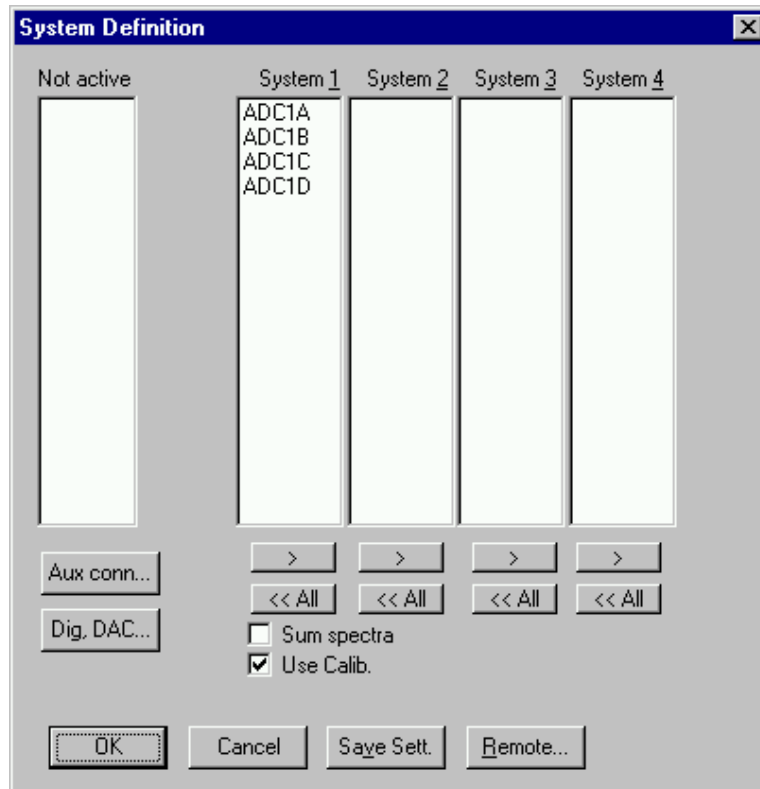 System Definition
Not active System 1 System 2 System 3 System 4
ADC1A
ADC1B
ADC1C
ADC1D
> > > >
Aux conn...
<< All << All << All << All
Dig, DAC...
Sum spectra
Use Calib.
OK Cancel Save Sett. Remote...